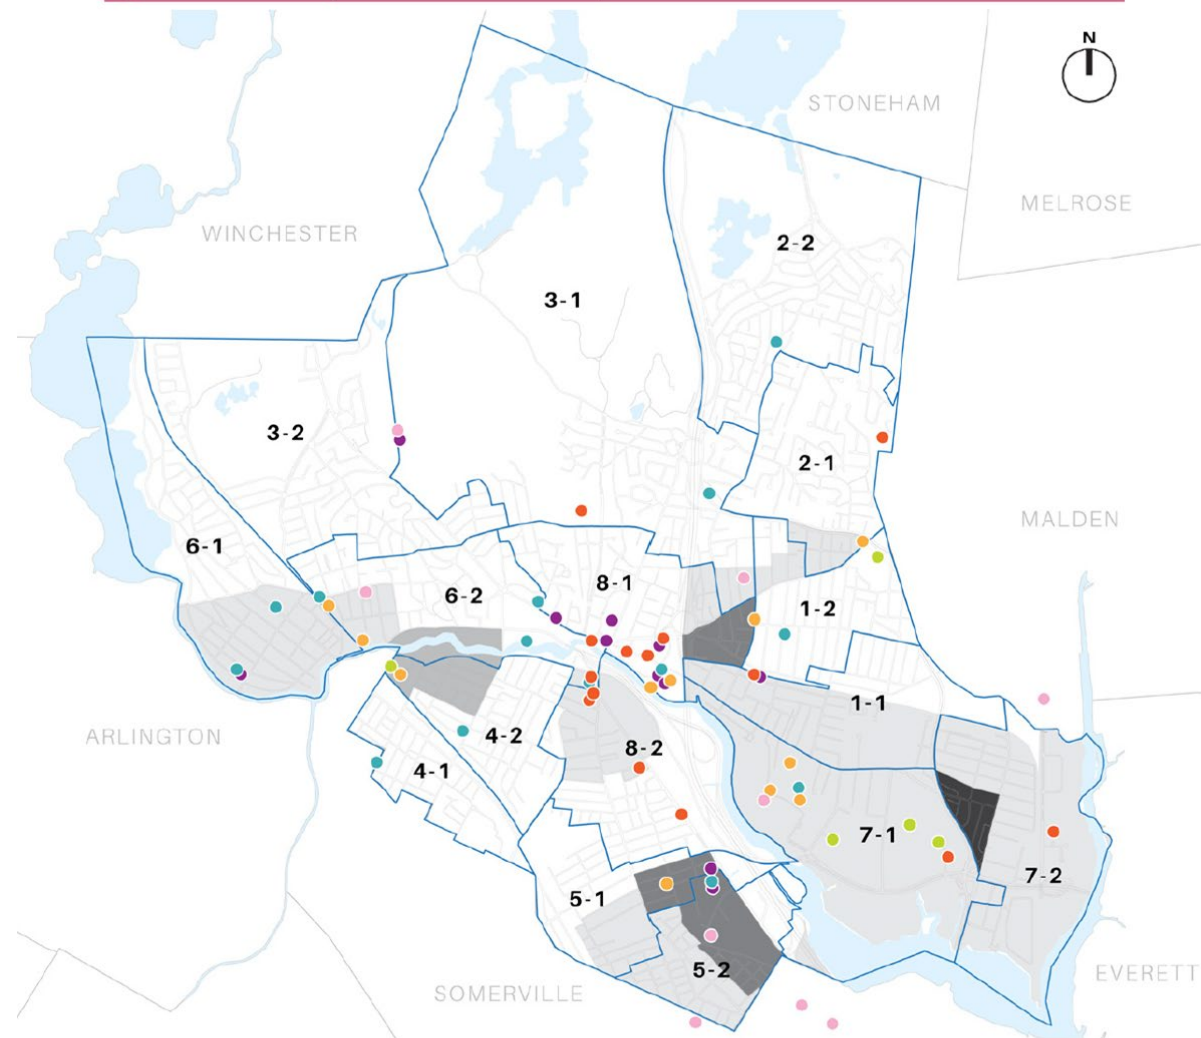 N
STONEHAM
MELROSE
WINCHESTER
2-2
3-1
3-2
2-1
MALDEN
6-1
8-1
6-2
1-2
1-1
ARLINGTON
4-2
8-2
4-1
7-1
7-2
5-1
5-2
EVERETT
SOMERVILLE